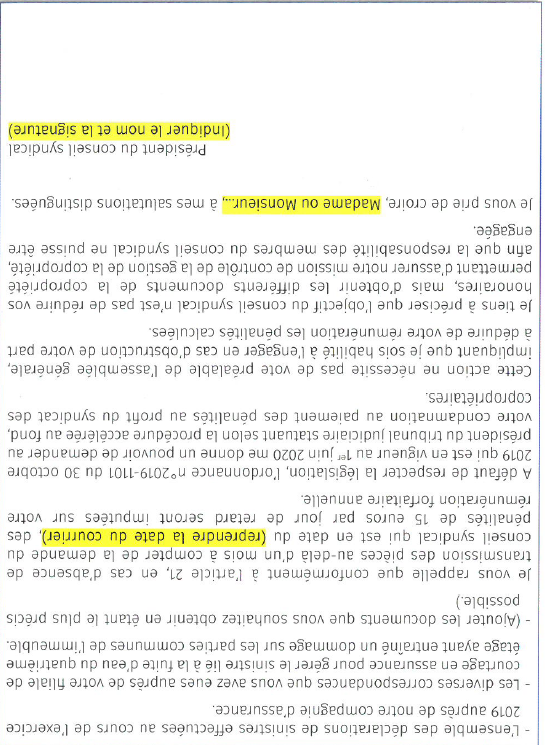 - L'ensemble des déclarations de sinistres effectuées au cours de l'exercice
2019 auprès de notre compagnie d'assurance.
- Les diverses correspondances que vous avez eues auprès de votre filiale de
courtage en assurance pour gérer le sinistre lié à la fuite d'eau du quatrième
étage ayant entraîné un dommage sur les parties communes de l'immeuble.
- (Ajouter les documents que vous souhaitez obtenir en étant le plus précis
possible.)
Je vous rappelle que conformément à l'article 21, en cas d'absence de
transmission des pièces au-delà d'un mois à compter de la demande du
conseil syndical qui est en date du (reprendre la date du courrier), des
pénalités de 15 euros par jour de retard seront imputées sur votre
rémunération forfaitaire annuelle.
A défaut de respecter la législation, l'ordonnance n°2019-1101 du 30 octobre
2019 qui est en vigueur au 1er juin 2020 me donne un pouvoir de demander au
président du tribunal judiciaire statuant selon la procédure accélérée au fond,
votre condamnation au paiement des pénalités au profit du syndicat des
copropriétaires.
Cette action ne nécessite pas de vote préalable de l'assemblée générale,
impliquant que je sois habilité à l'engager en cas d'obstruction de votre part
à déduire de votre rémunération les pénalités calculées.
Je tiens à préciser que l'objectif du conseil syndical n'est pas de réduire vos
honoraires, mais d'obtenir les différents documents de la copropriété
permettant d'assurer notre mission de contrôle de la gestion de la copropriété,
afin que la responsabilité des membres du conseil syndical ne puisse être
engagée.
Je vous prie de croire, Madame ou Monsieur..., à mes salutations distinguées.
Président du conseil syndical
(Indiquer le nom et la signature)